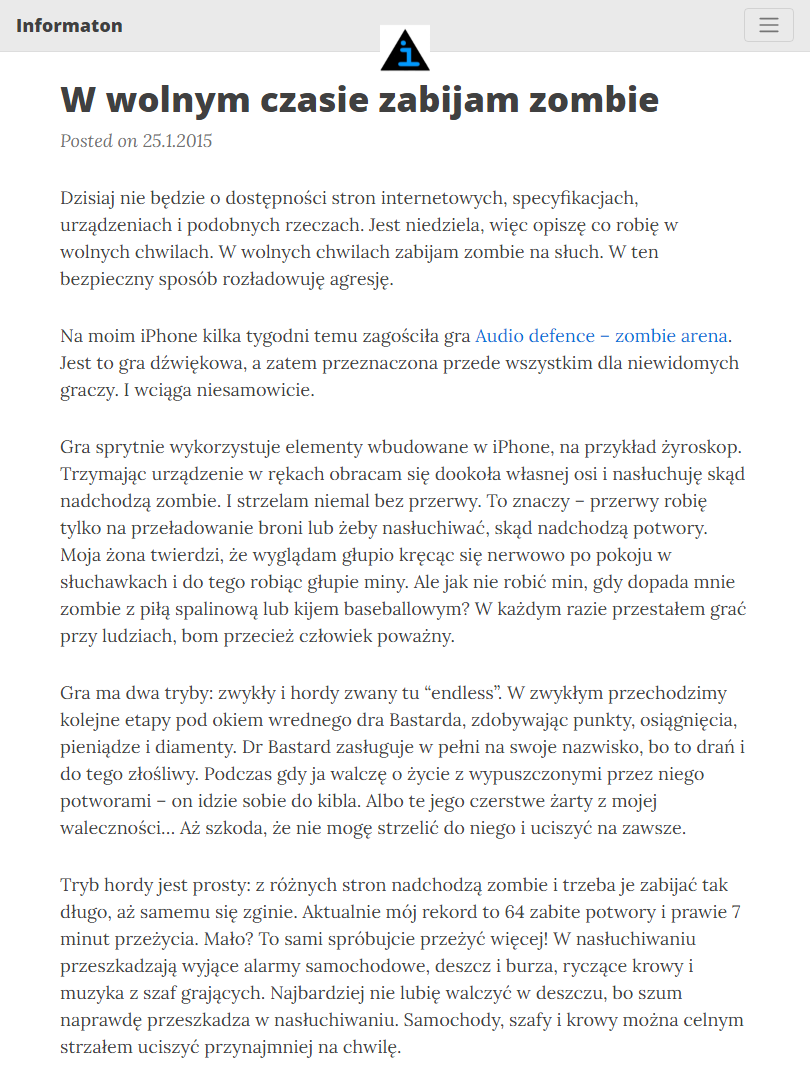 Informaton
i
W wolnym czasie zabijam zombie
Posted on 25.1.2015
Dzisiaj nie będzie o dostępności stron internetowych, specyfikacjach,
urządzeniach i podobnych rzeczach. Jest niedziela, więc opiszę co robię w
wolnych chwilach. W wolnych chwilach zabijam zombie na słuch. W ten
bezpieczny sposób rozładowuję agresję.
Na moim iPhone kilka tygodni temu zagościła gra Audio defence – zombie arena.
Jest to gra dźwiękowa, a zatem przeznaczona przede wszystkim dla niewidomych
graczy. I wciąga niesamowicie.
Gra sprytnie wykorzystuje elementy wbudowane w iPhone, na przykład żyroskop.
Trzymając urządzenie w rękach obracam się dookoła własnej osi i nasłuchuję skąd
nadchodzą zombie. I strzelam niemal bez przerwy. To znaczy – przerwy robię
tylko na przeładowanie broni lub żeby nasłuchiwać, skąd nadchodzą potwory.
Moja żona twierdzi, że wyglądam głupio kręcąc się nerwowo po pokoju w
słuchawkach i do tego robiąc głupie miny. Ale jak nie robić min, gdy dopada mnie
zombie z piłą spalinową lub kijem baseballowym? W każdym razie przestałem grać
przy ludziach, bom przecież człowiek poważny.
Gra ma dwa tryby: zwykły i hordy zwany tu “endless”. W zwykłym przechodzimy
kolejne etapy pod okiem wrednego dra Bastarda, zdobywając punkty, osiągnięcia,
pieniądze i diamenty. Dr Bastard zasługuje w pełni na swoje nazwisko, bo to drań i
do tego złośliwy. Podczas gdy ja walczę o życie z wypuszczonymi przez niego
potworami – on idzie sobie do kibla. Albo te jego czerstwe żarty z mojej
waleczności… Aż szkoda, że nie mogę strzelić do niego i uciszyć na zawsze.
Tryb hordy jest prosty: z różnych stron nadchodzą zombie i trzeba je zabijać tak
długo, aż samemu się zginie. Aktualnie mój rekord to 64 zabite potwory i prawie 7
minut przeżycia. Mało? To sami spróbujcie przeżyć więcej! W nasłuchiwaniu
przeszkadzają wyjące alarmy samochodowe, deszcz i burza, ryczące krowy i
muzyka z szaf grających. Najbardziej nie lubię walczyć w deszczu, bo szum
naprawdę przeszkadza w nasłuchiwaniu. Samochody, szafy i krowy można celnym
strzałem uciszyć przynajmniej na chwilę.